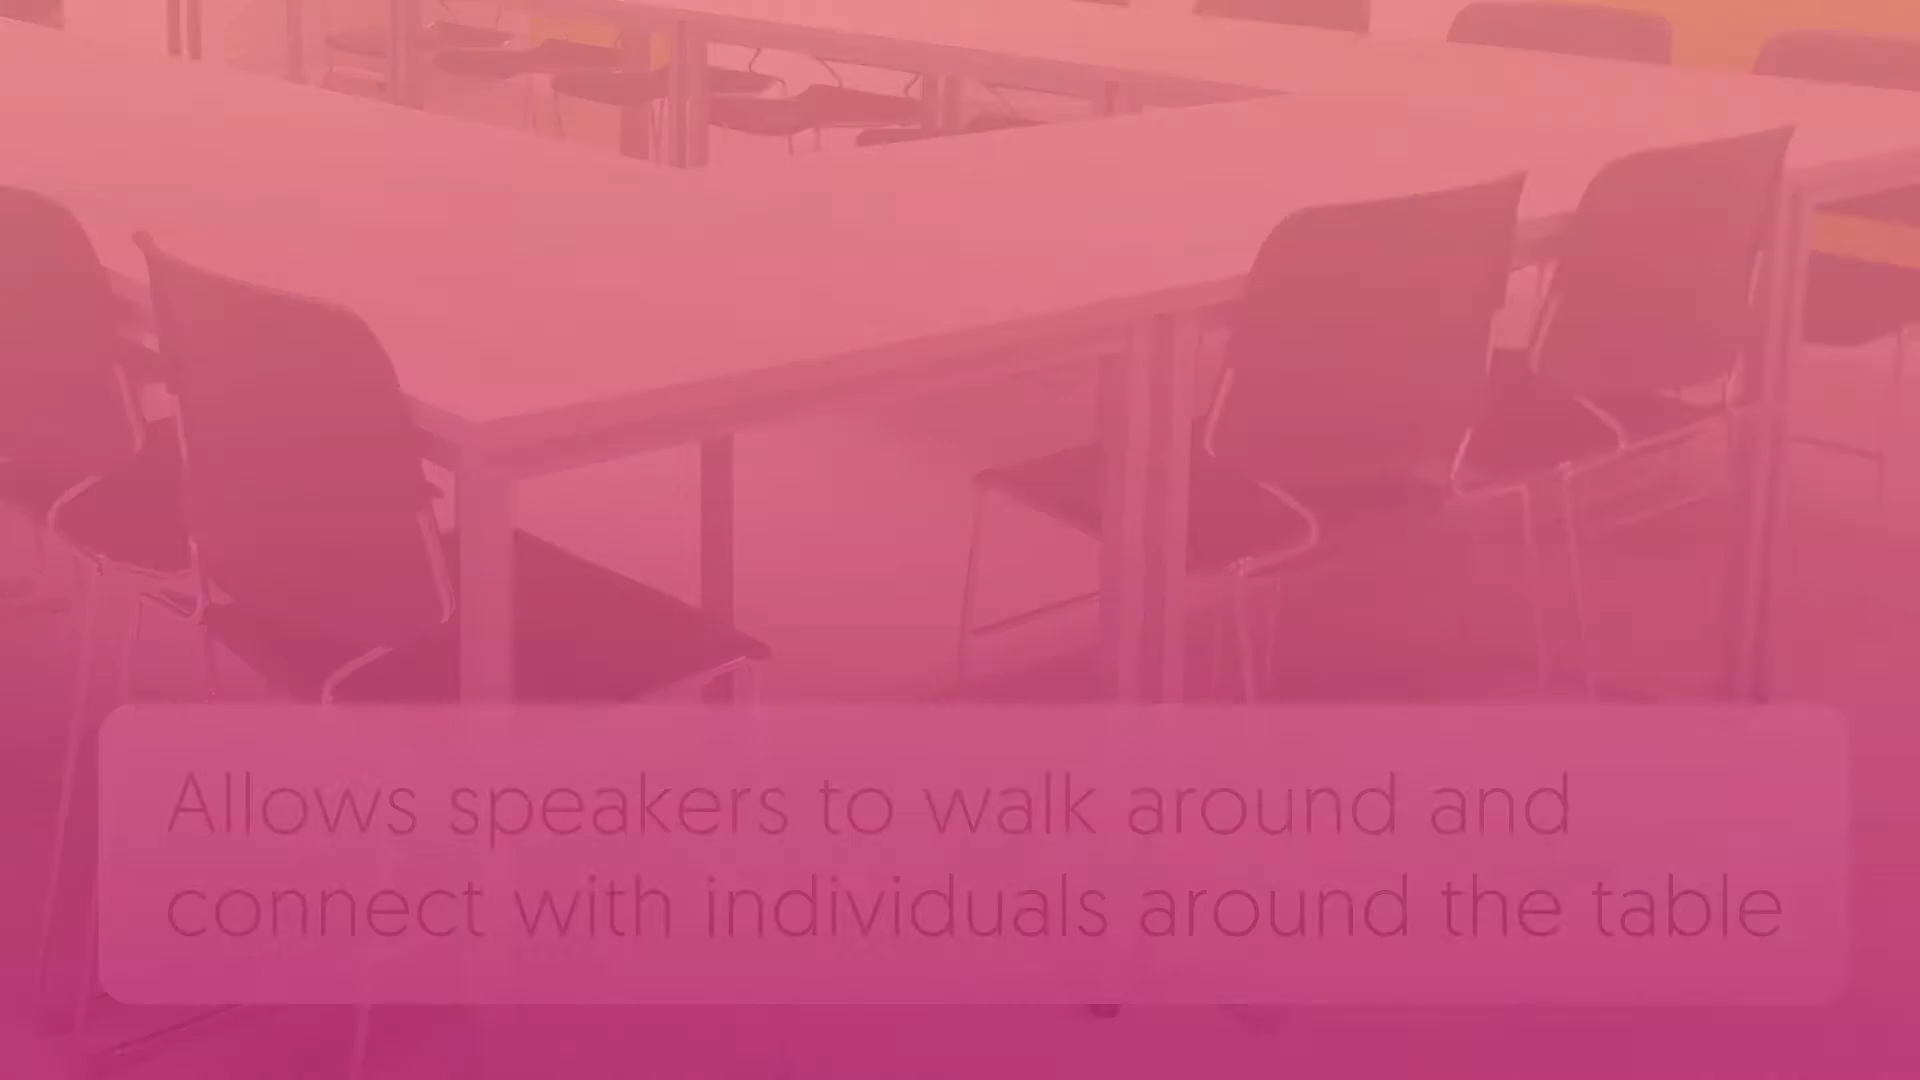 Allows speakers to walk around and
connect with individuals around the table